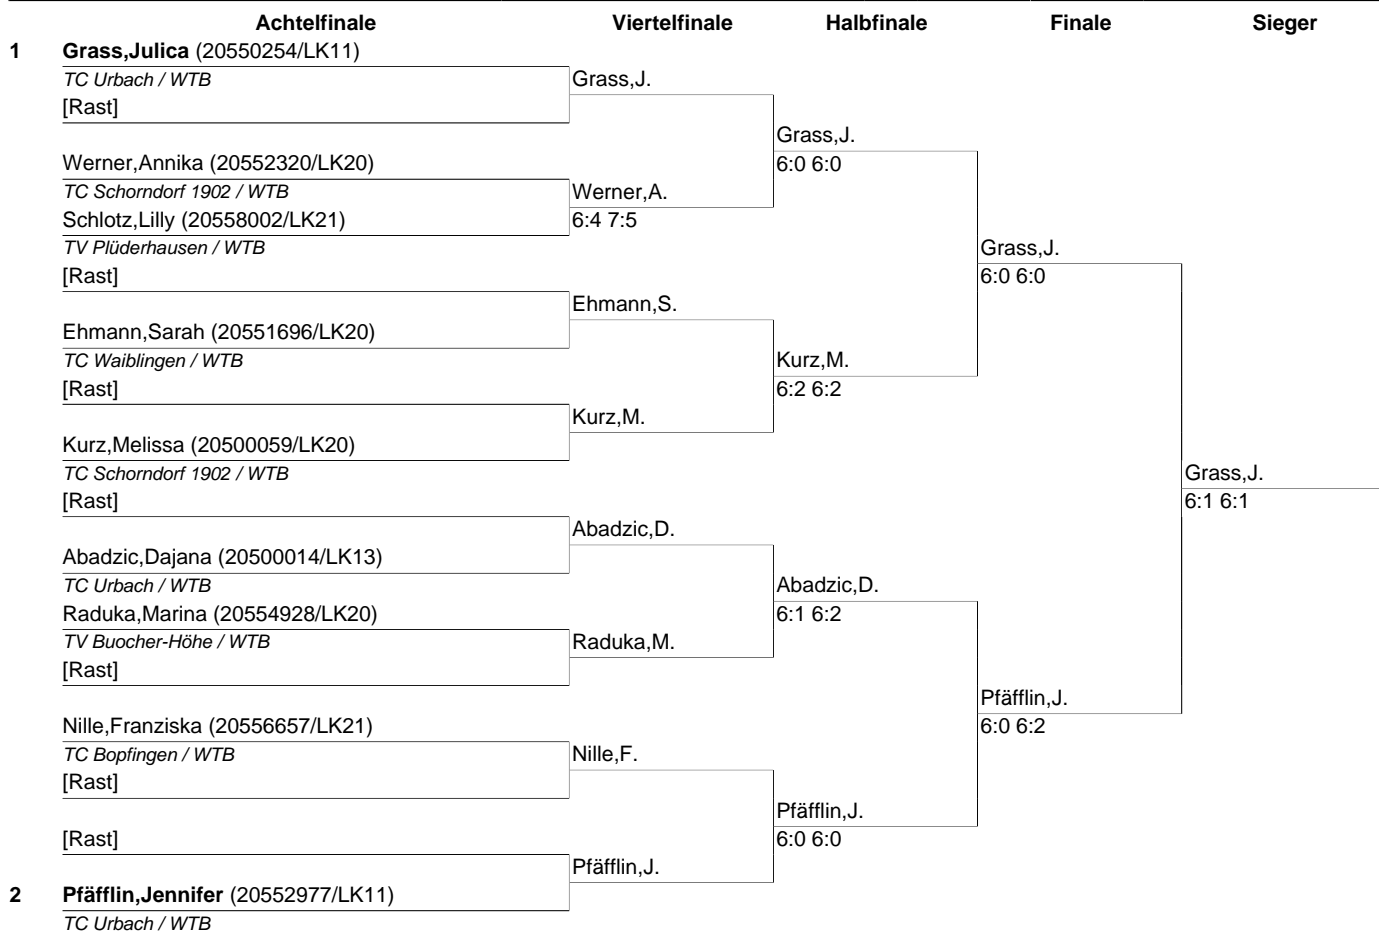 Achtelfinale Viertelfinale Halbfinale Finale Sieger
1 Grass,Julica (20550254/LK11)
TC Urbach / WTB Grass,J.
[Rast]
Grass,J.
Werner,Annika (20552320/LK20) 6:0 6:0
TC Schorndorf 1902 / WTB Werner,A.
Schlotz,Lilly (20558002/LK21) 6:4 7:5
TV Plüderhausen / WTB Grass,J.
[Rast] 6:0 6:0
Ehmann,S.
Ehmann,Sarah (20551696/LK20)
TC Waiblingen / WTB Kurz,M.
[Rast] 6:2 6:2
Kurz,M.
Kurz,Melissa (20500059/LK20)
TC Schorndorf 1902 / WTB Grass,J.
[Rast] 6:1 6:1
Abadzic,D.
Abadzic,Dajana (20500014/LK13)
TC Urbach / WTB Abadzic,D.
Raduka,Marina (20554928/LK20) 6:1 6:2
TV Buocher-Höhe / WTB Raduka,M.
[Rast]
Pfäfflin,J.
Nille,Franziska (20556657/LK21) 6:0 6:2
TC Bopfingen / WTB Nille,F.
[Rast]
Pfäfflin,J.
[Rast] 6:0 6:0
Pfäfflin,J.
2 Pfäfflin,Jennifer (20552977/LK11)
TC Urbach / WTB